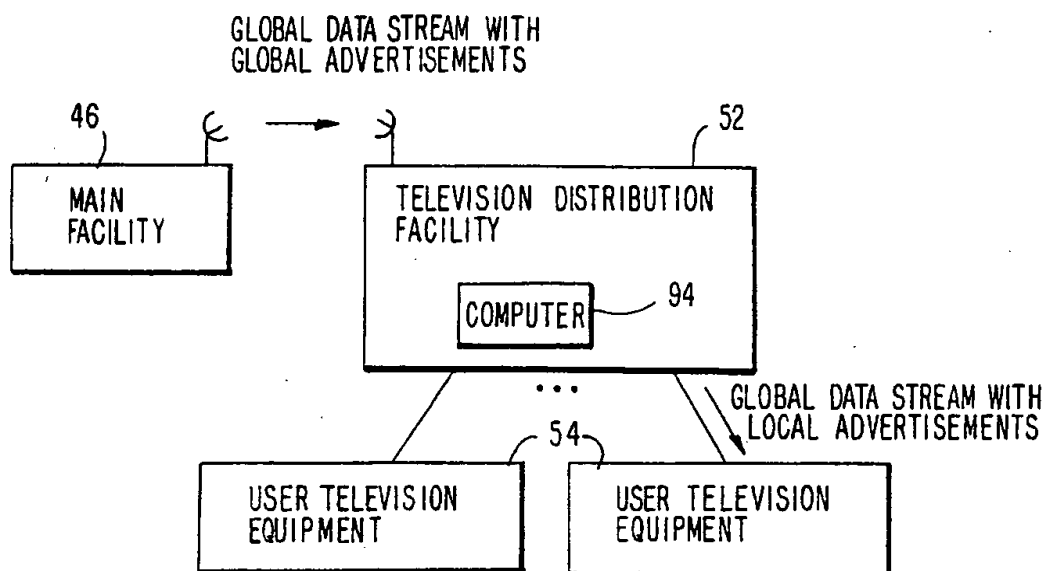 GLOBAL DATA STREAM WITH
GLOBAL ADVERTISEMENTS
46
52
MAIN
FACILITY
TELEVISION DISTRIBUTION
FACILITY
COMPUTER
94
GLOBAL DATA STREAM WITH
LOCAL ADVERTISEMENTS
54
USER TELEVISION
EQUIPMENT
USER TELEVISION
EQUIPMENT